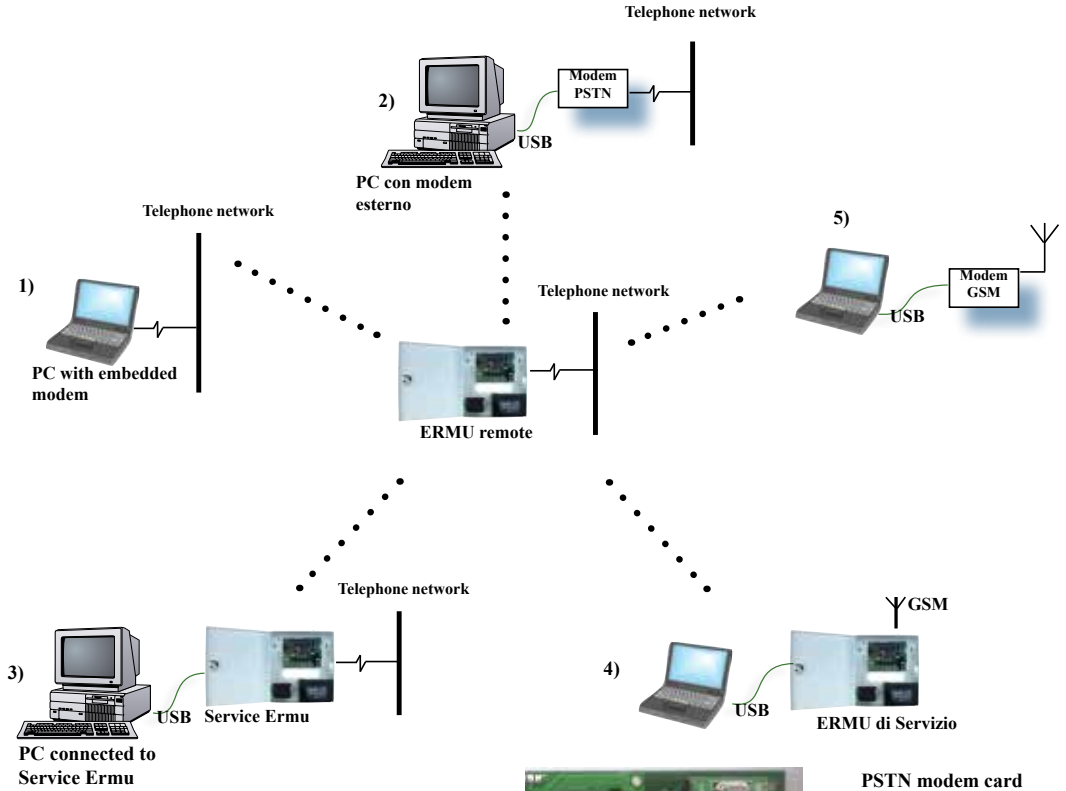 Telephone network
2)
Modem
PSTN
USB
PC con modem
esterno
Telephone network
1)
PC with embedded
modem
5)
Modem
GSM
USB
Telephone network
ERMU remote
Telephone network
3)
USB
Service Ermu
PC connected to
Service Ermu
GSM
4)
USB
ERMU di Servizio
PSTN modem card